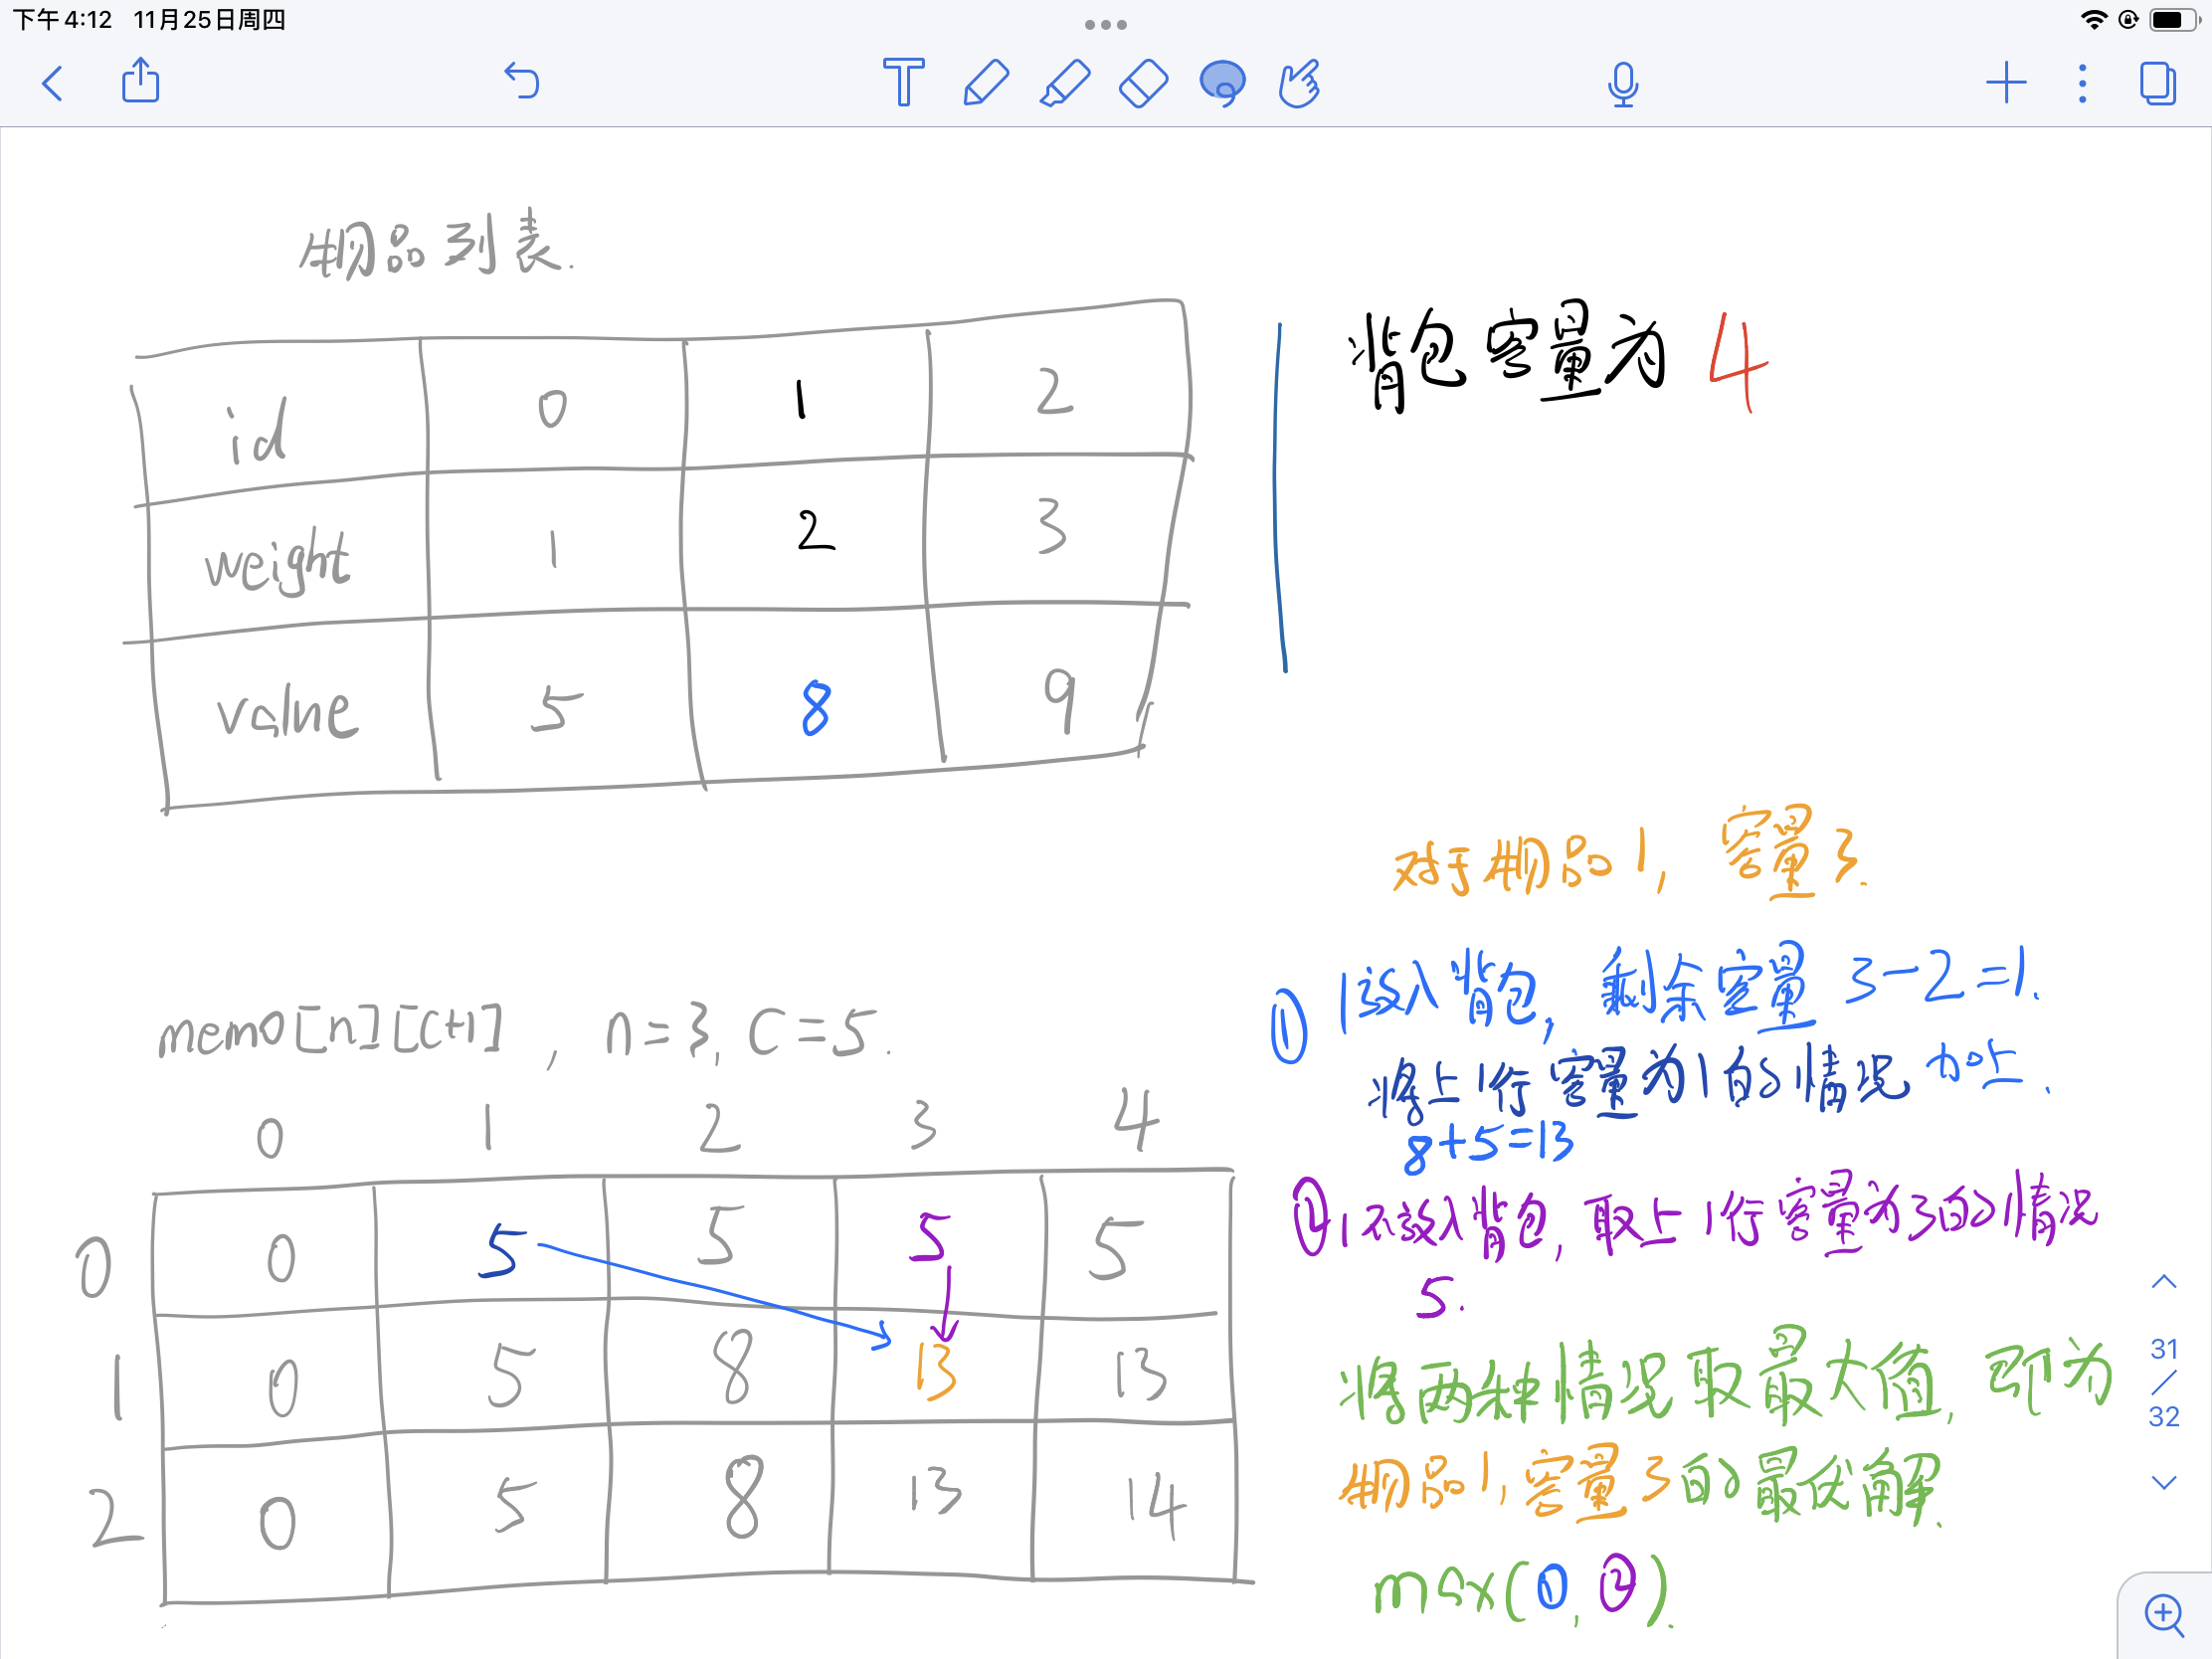 下午4:12 11月25日周四
物品列表.
背包容量为 4
id 0 1 2
weight 1 2 3
value 5 8 9
对于物品1, 容量3.
① 1放入背包, 剩余容量 3-2=1.
将上1行容量为1的情况加上.
8+5=13
② 1不放入背包, 取上1行容量为3的情况
5.
将两种情况取最大值, 即为
物品1, 容量3的最优解.
max(①, ②).
memo[n][c+1], n=3, C=5.
0 1 2 3 4
0 0 5 5 5 5
1 0 5 8 13 13
2 0 5 8 13 14
31
/
32